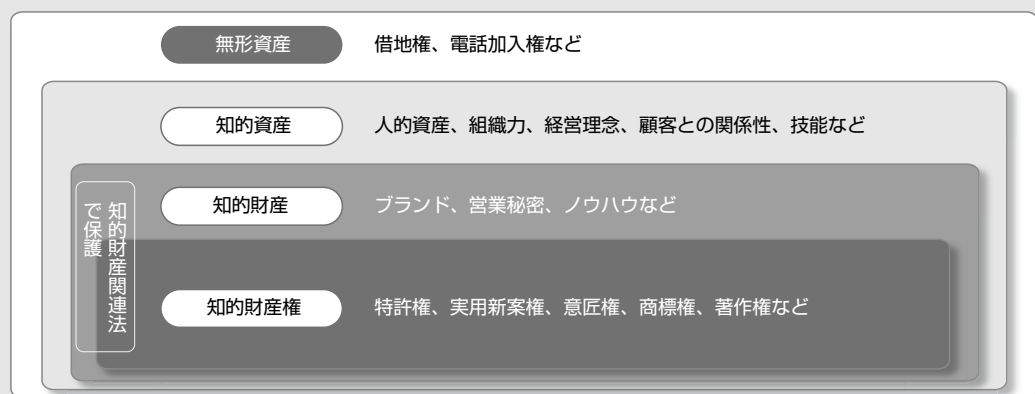 無形資産
借地権、電話加入権など
知的資産
人的資産、組織力、経営理念、顧客との関係性、技能など
知的財産関連法
で保護
知的財産
ブランド、営業秘密、ノウハウなど
知的財産権
特許権、実用新案権、意匠権、商標権、著作権など